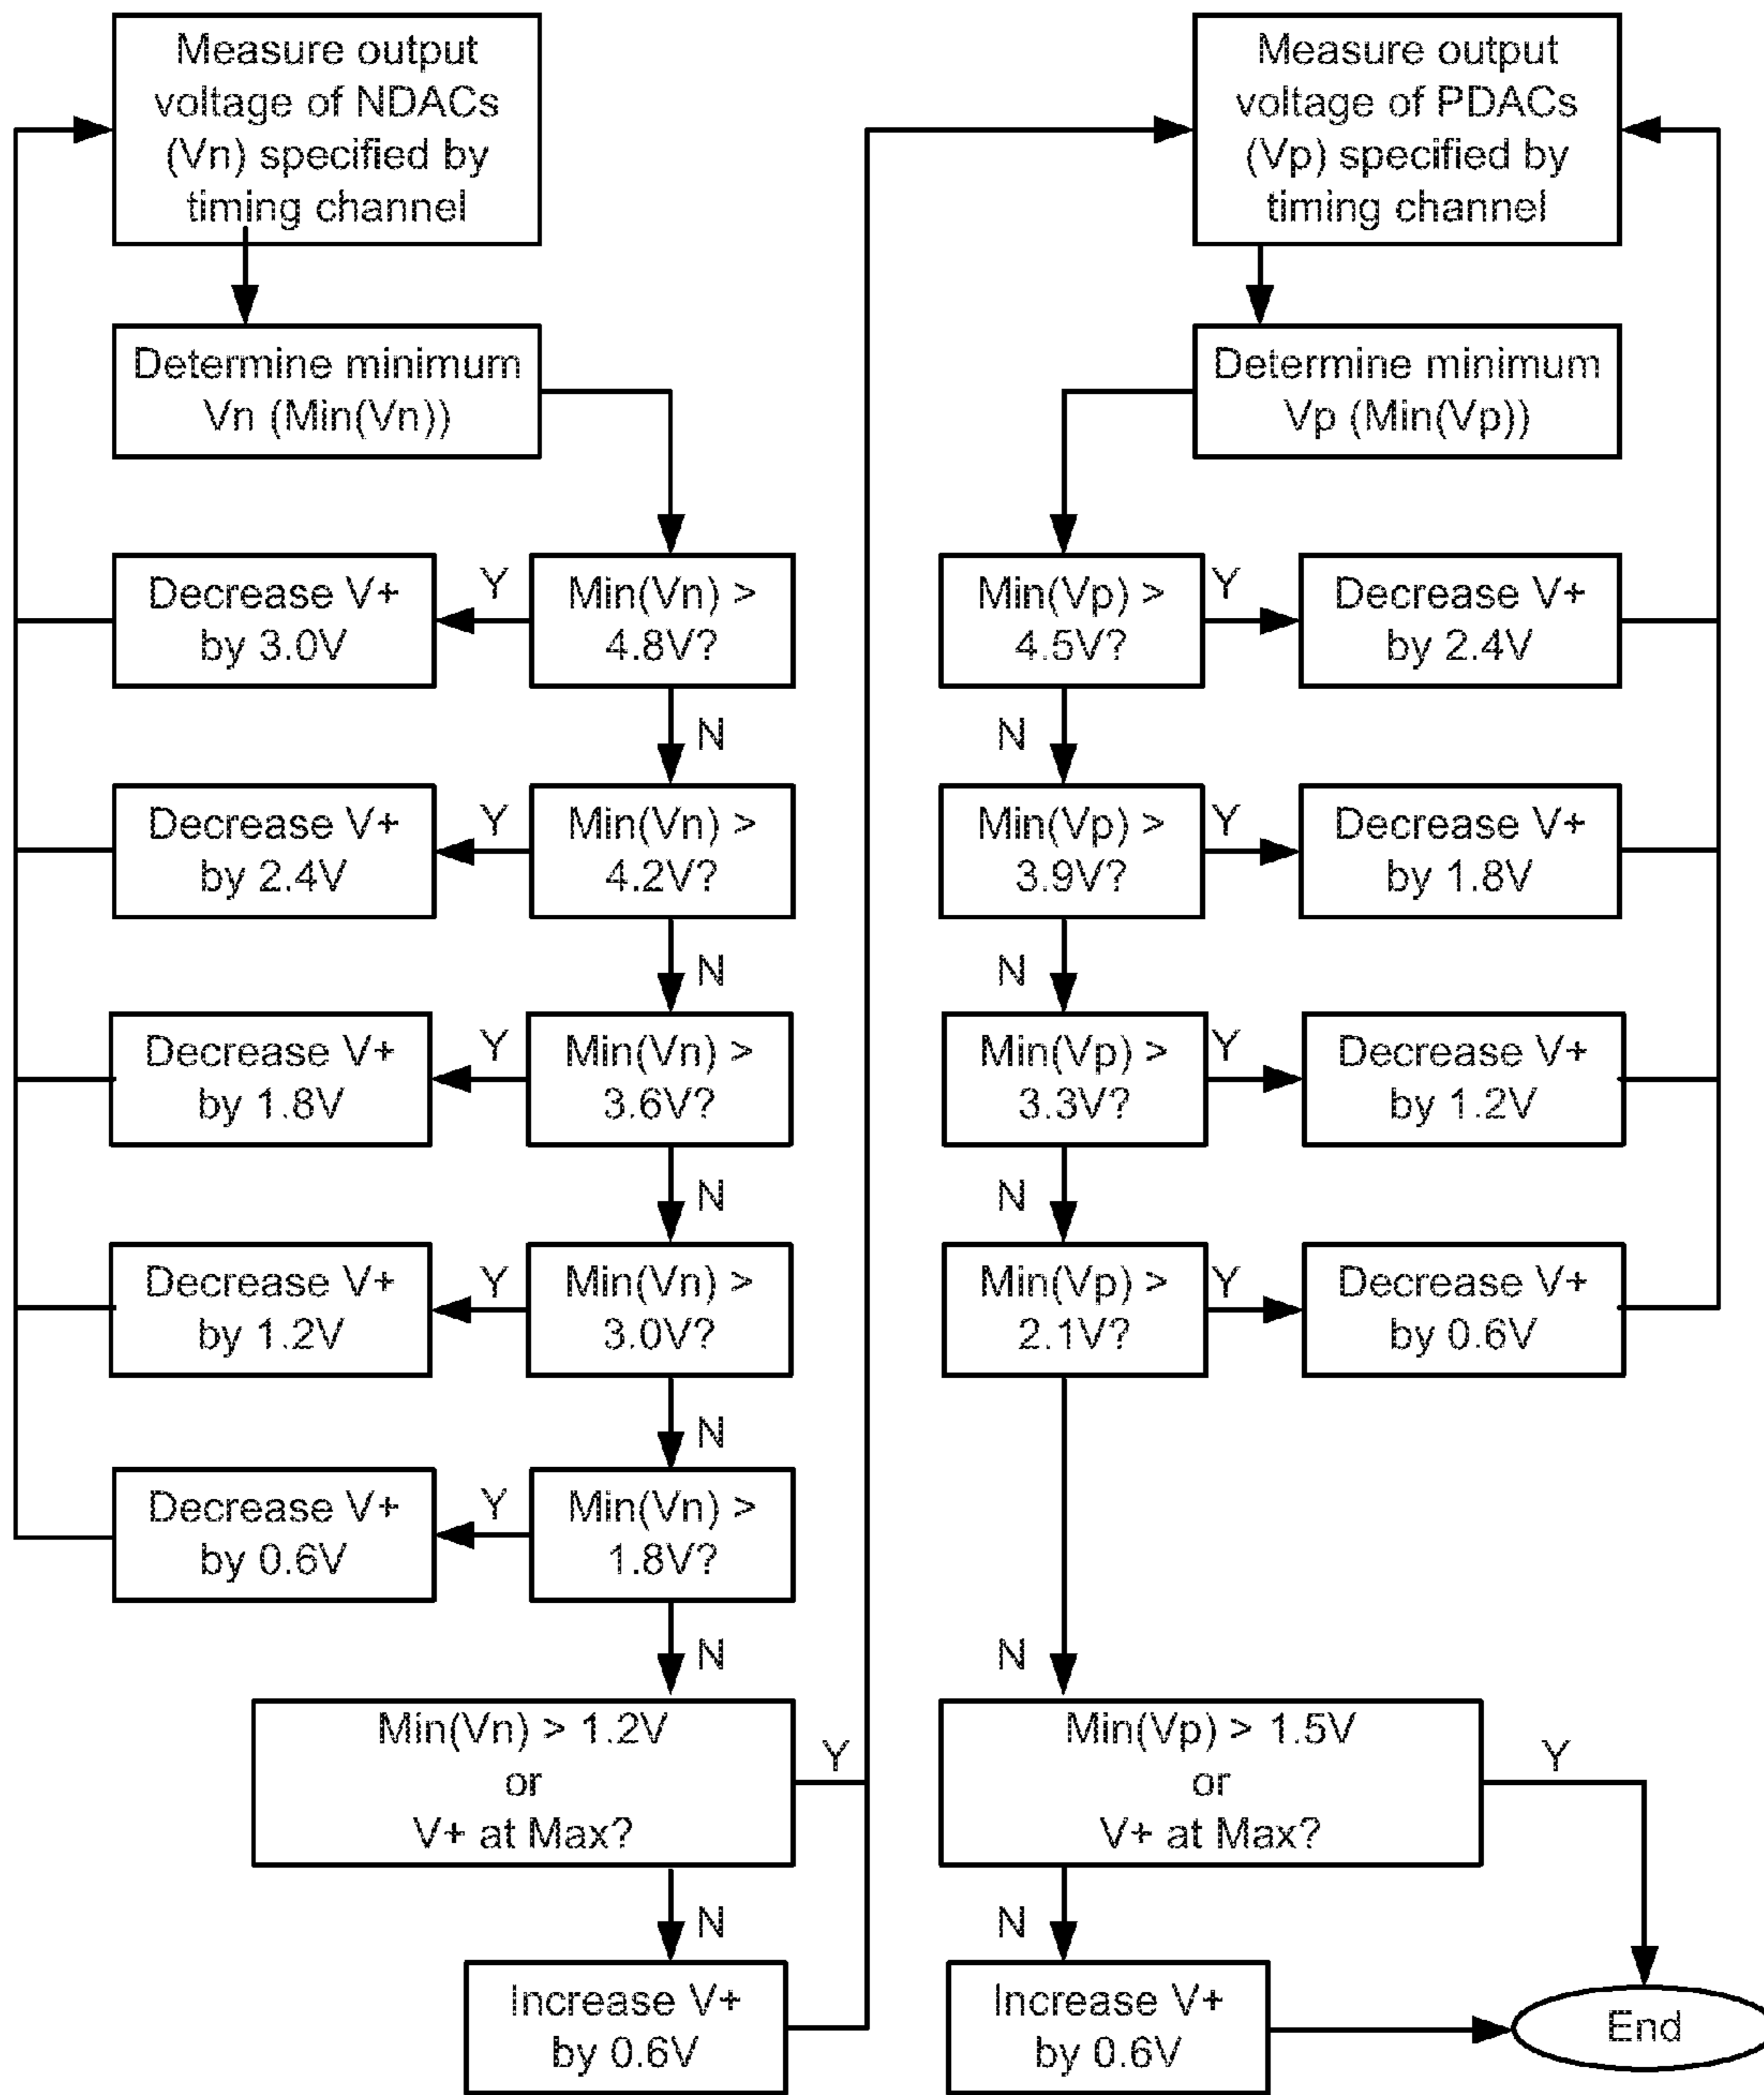 Measure output
voltage of NDACs
(Vn) specified by
timing channel
Determine minimum
Vn (Min(Vn))
Min(Vn) >
4.8V?
Y
Decrease V+
by 3.0V
N
Min(Vn) >
4.2V?
Y
Decrease V+
by 2.4V
N
Min(Vn) >
3.6V?
Y
Decrease V+
by 1.8V
N
Min(Vn) >
3.0V?
Y
Decrease V+
by 1.2V
N
Min(Vn) >
1.8V?
Y
Decrease V+
by 0.6V
N
Min(Vn) > 1.2V
or
V+ at Max?
Y
N
Increase V+
by 0.6V
Measure output
voltage of PDACs
(Vp) specified by
timing channel
Determine minimum
Vp (Min(Vp))
Min(Vp) >
4.5V?
Y
Decrease V+
by 2.4V
N
Min(Vp) >
3.9V?
Y
Decrease V+
by 1.8V
N
Min(Vp) >
3.3V?
Y
Decrease V+
by 1.2V
N
Min(Vp) >
2.1V?
Y
Decrease V+
by 0.6V
N
Min(Vp) > 1.5V
or
V+ at Max?
Y
N
Increase V+
by 0.6V
End